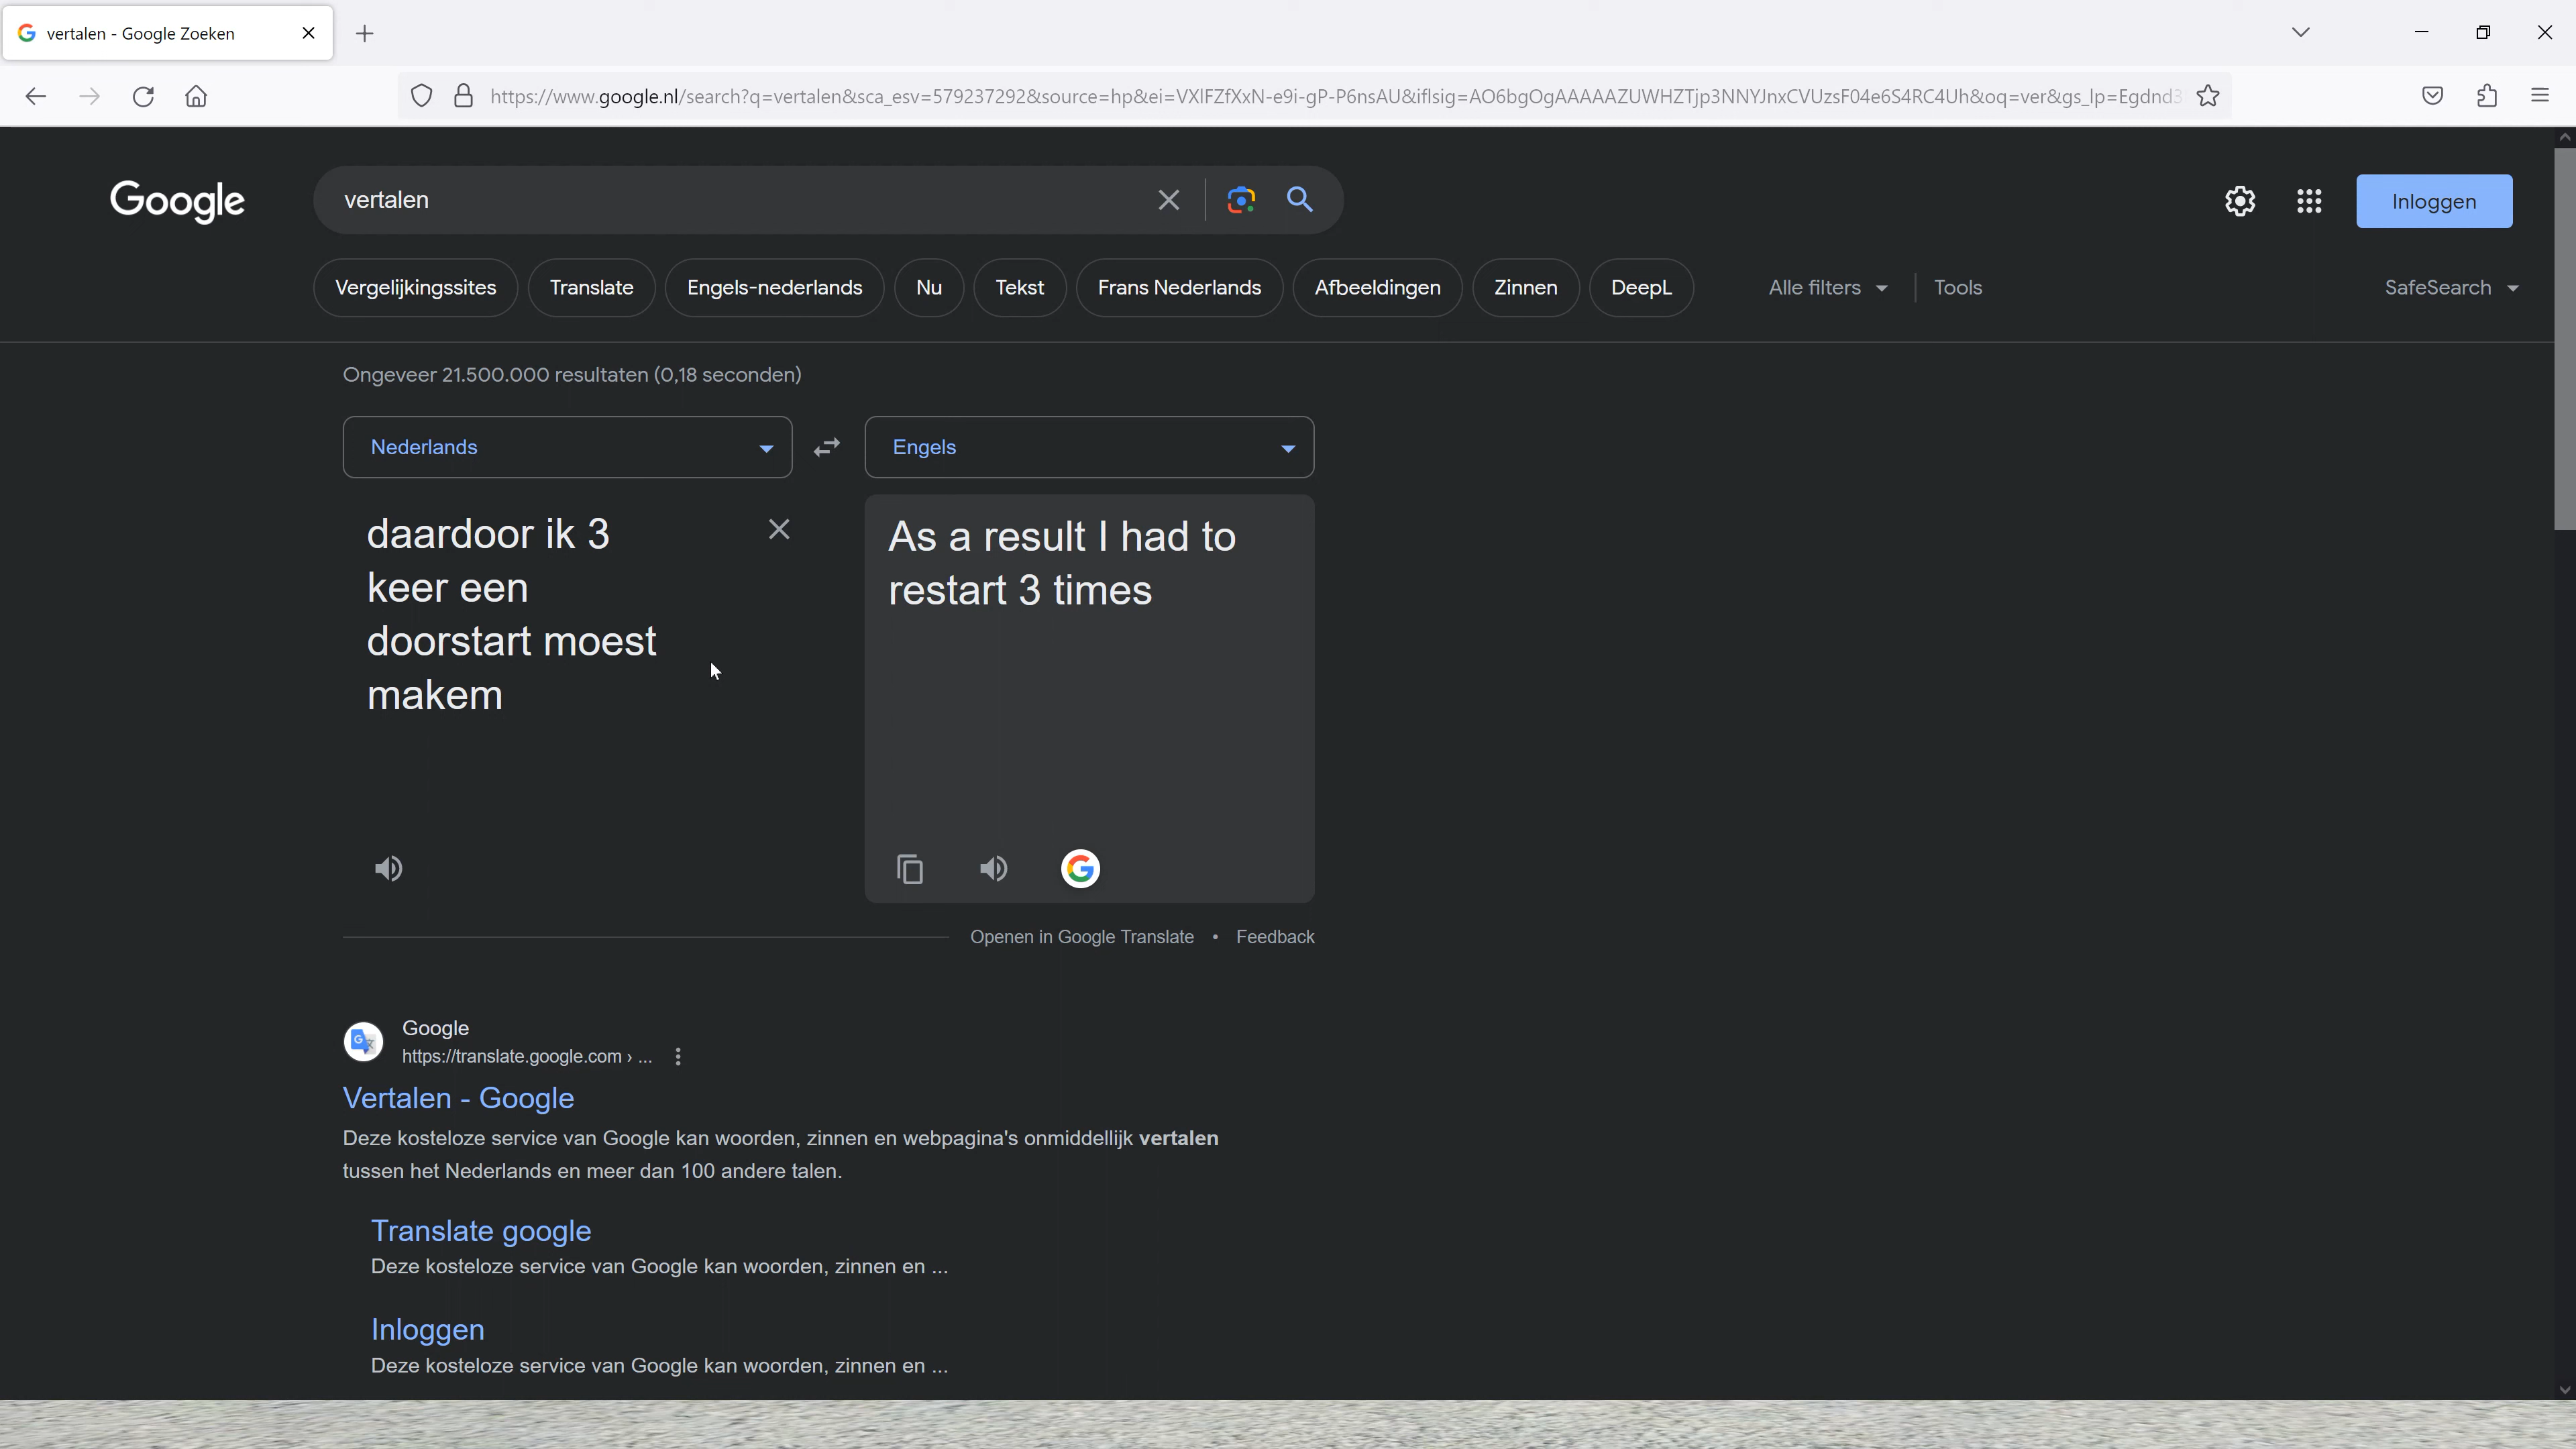 vertalen - Google Zoeken
https://www.google.nl/search?q=vertalen&sca_esv=579237292&source=hp&ei=VXlFZfXxN-e9i-gP-P6nsAU&iflsig=AO6bgOgAAAAAZUWHZTjp3NNYJnxCVUzsF04e6S4RC4Uh&oq=ver&gs_lp=Egdnd3
Google
vertalen
Inloggen
Vergelijkingssites Translate Engels-nederlands Nu Tekst Frans Nederlands Afbeeldingen Zinnen DeepL Alle filters Tools SafeSearch
Ongeveer 21.500.000 resultaten (0,18 seconden)
Nederlands
Engels
daardoor ik 3
keer een
doorstart moest
makem
As a result I had to
restart 3 times
Openen in Google Translate • Feedback
Google
https://translate.google.com › ...
Vertalen - Google
Deze kosteloze service van Google kan woorden, zinnen en webpagina's onmiddellijk vertalen
tussen het Nederlands en meer dan 100 andere talen.
Translate google
Deze kosteloze service van Google kan woorden, zinnen en ...
Inloggen
Deze kosteloze service van Google kan woorden, zinnen en ...